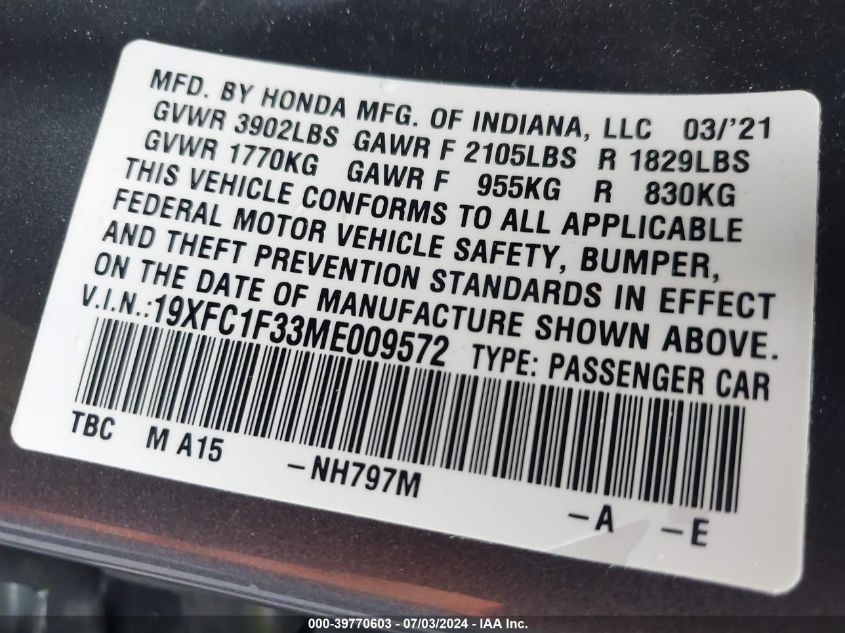 MFD. BY HONDA MFG. OF INDIANA, LLC 03/'21
GVWR 3902LBS GAWR F 2105LBS R 1829LBS
GVWR 1770KG GAWR F 955KG R 830KG
THIS VEHICLE CONFORMS TO ALL APPLICABLE
FEDERAL MOTOR VEHICLE SAFETY, BUMPER,
AND THEFT PREVENTION STANDARDS IN EFFECT
ON THE DATE OF MANUFACTURE SHOWN ABOVE.
V.I.N.:19XFC1F33ME009572 TYPE: PASSENGER CAR
TBC M A15 -NH797M -A -E
000-39770603 - 07/03/2024 - IAA Inc.